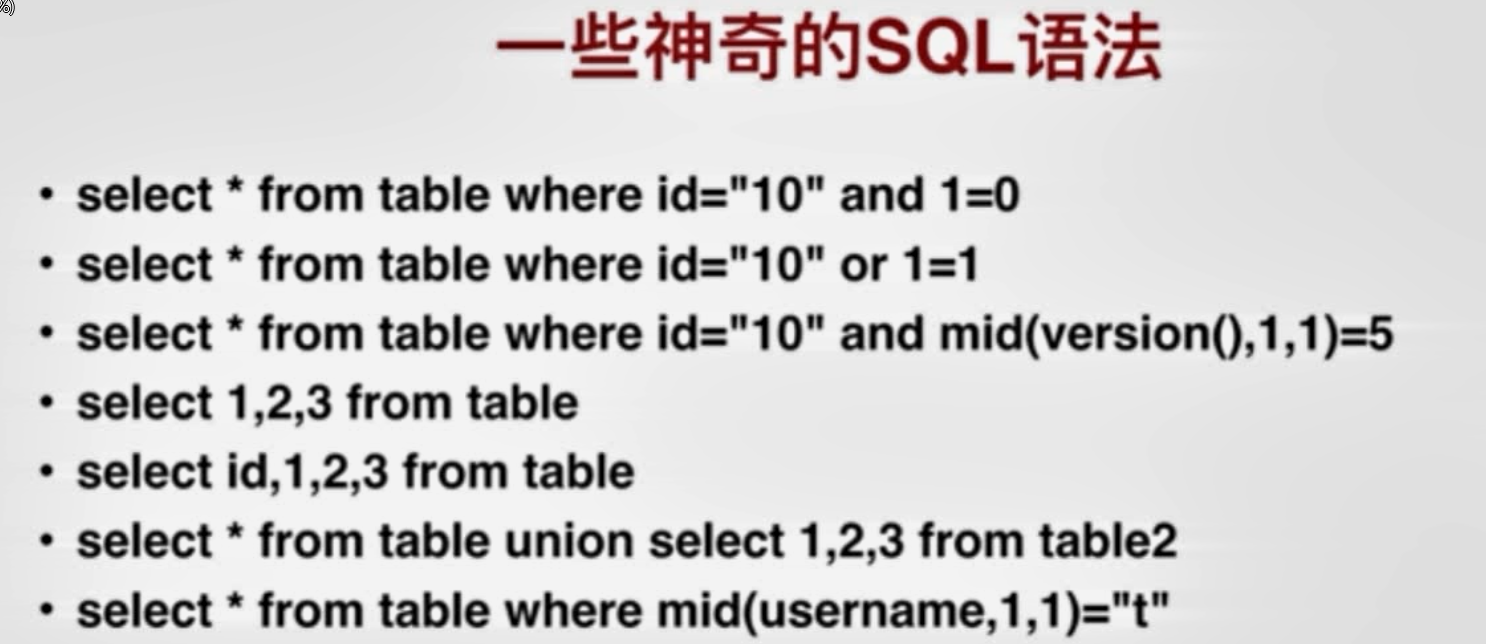 %)
一些神奇的SQL语法
• select * from table where id="10" and 1=0
• select * from table where id="10" or 1=1
• select * from table where id="10" and mid(version(),1,1)=5
• select 1,2,3 from table
• select id,1,2,3 from table
• select * from table union select 1,2,3 from table2
• select * from table where mid(username,1,1)="t"